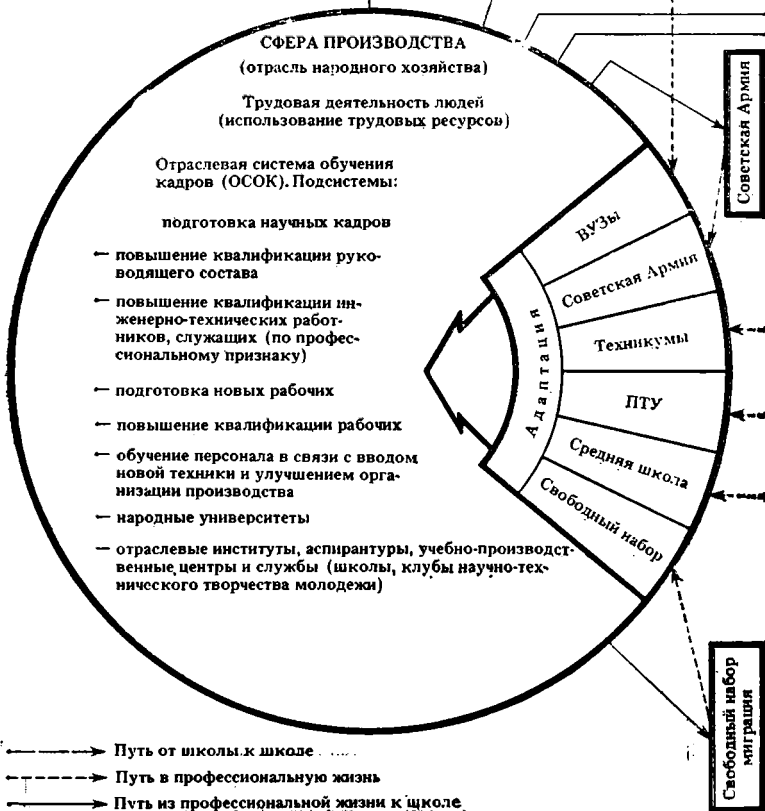 СФЕРА ПРОИЗВОДСТВА
(отрасль народного хозяйства)
Трудовая деятельность людей
(использование трудовых ресурсов)
Отраслевая система обучения
кадров (ОСОК). Подсистемы:
подготовка научных кадров
— повышение квалификации руко-
водящего состава
— повышение квалификации ин-
женерно-технических работ-
ников, служащих (по профес-
сиональному признаку)
— подготовка новых рабочих
— повышение квалификации рабочих
— обучение персонала в связи с вводом
новой техники и улучшением орга-
низации производства
— народные университеты
— отраслевые институты, аспирантуры, учебно-производст-
венные центры и службы (школы, клубы научно-тех-
нического творчества молодежи)
Адаптация
ВУЗы
Советская Армия
Техникумы
ПТУ
Средняя школа
Свободный набор
Советская Армия
Свободный набор
миграция
Путь от школы к школе
Путь в профессиональную жизнь
Путь из профессиональной жизни к школе